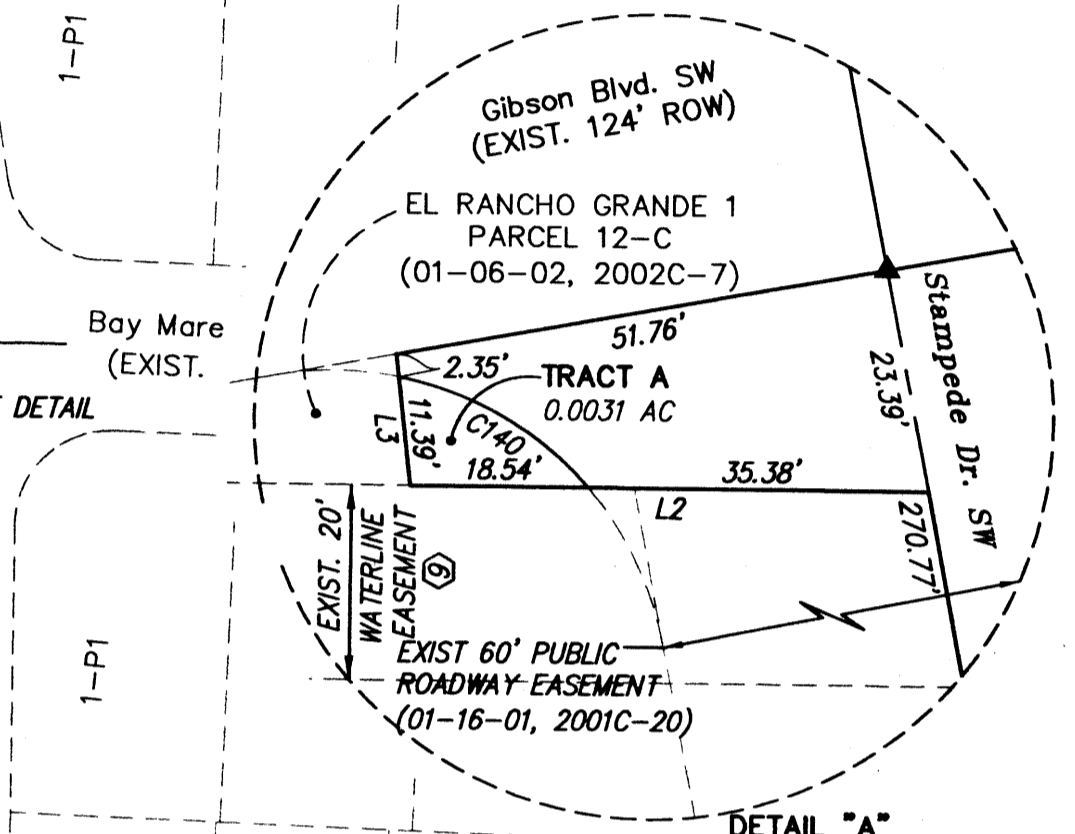 1-P1
Gibson Blvd. SW
(EXIST. 124' ROW)
EL RANCHO GRANDE 1
PARCEL 12-C
(01-06-02, 2002C-7)
Bay Mare
(EXIST.
DETAIL
51.76'
2.35'
TRACT A
0.0031 AC
Stampede Dr. SW
23.39'
11.39'
L3
C140
18.54'
35.38'
L2
270.77'
EXIST. 20'
WATERLINE
EASEMENT
6
EXIST 60' PUBLIC
ROADWAY EASEMENT
(01-16-01, 2001C-20)
1-P1
DETAIL "A"